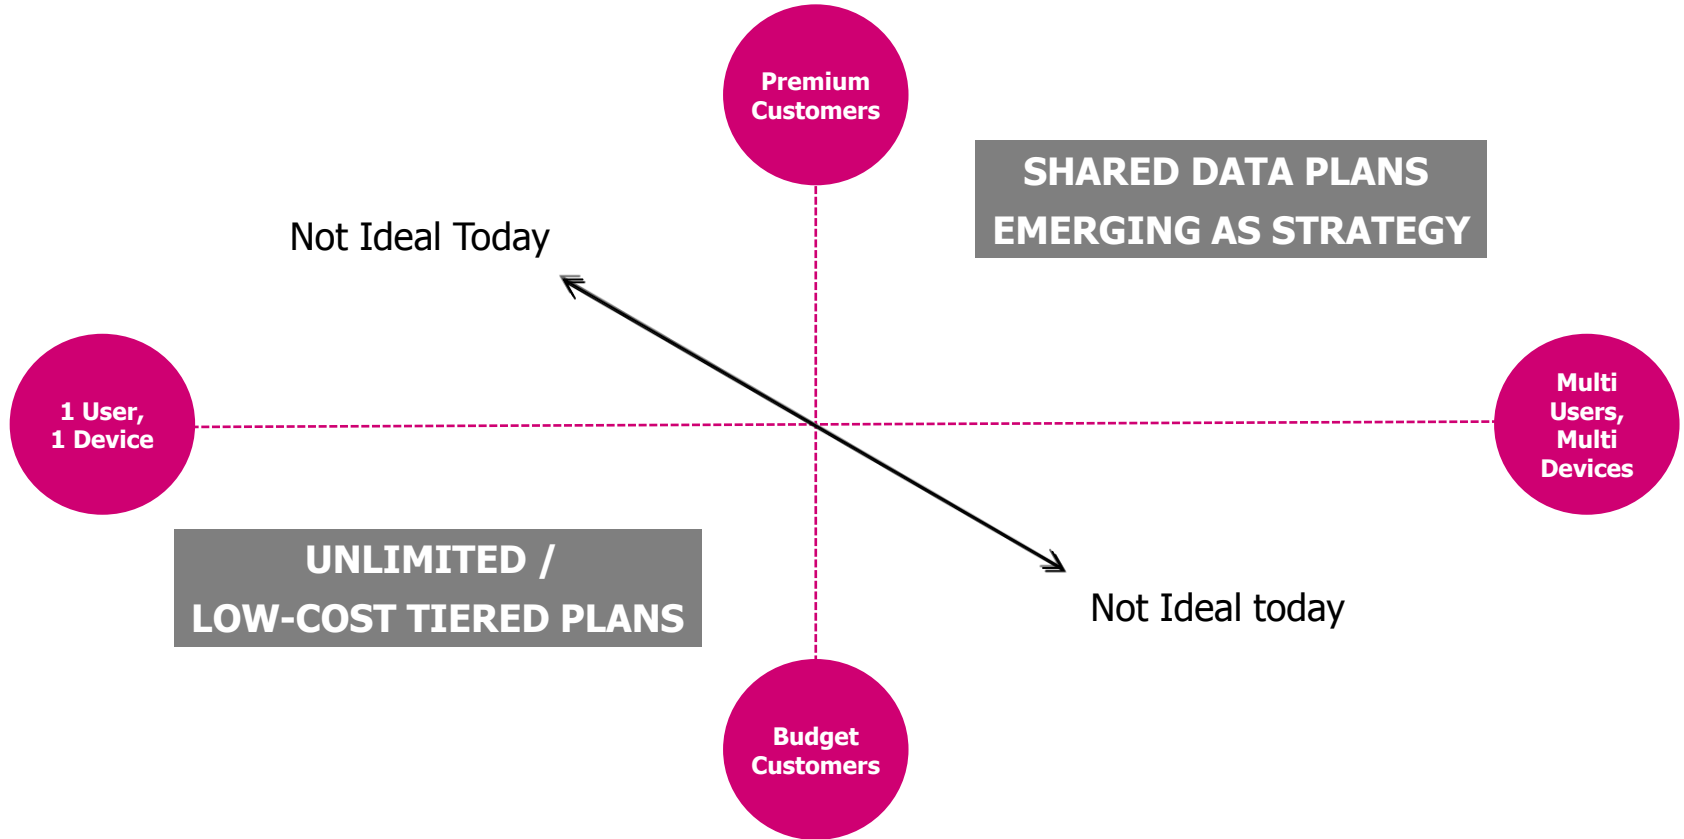 Premium
Customers
SHARED DATA PLANS
EMERGING AS STRATEGY
Not Ideal Today
1 User,
1 Device
Multi
Users,
Multi
Devices
UNLIMITED /
LOW-COST TIERED PLANS
Not Ideal today
Budget
Customers